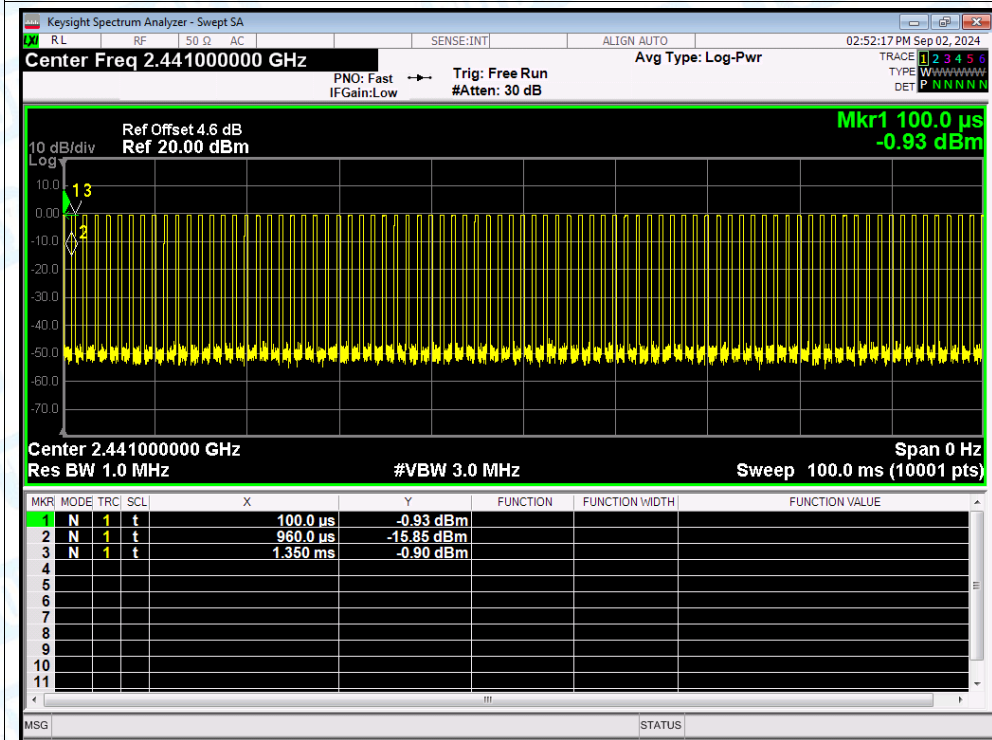 Keysight Spectrum Analyzer - Swept SA
LXI RL RF 50 Ω AC SENSE:INT ALIGN AUTO 02:52:17 PM Sep 02, 2024
Center Freq 2.441000000 GHz
Avg Type: Log-Pwr
TRACE 1 2 3 4 5 6
PNO: Fast Trig: Free Run
TYPE WWWWWW
IFGain:Low #Atten: 30 dB
DET P N N N N N
Mkr1 100.0 µs
Ref Offset 4.6 dB
-0.93 dBm
10 dB/div Ref 20.00 dBm
Log
10.0
1 3
0.00
2
-10.0
-20.0
-30.0
-40.0
-50.0
-60.0
-70.0
Center 2.441000000 GHz Span 0 Hz
Res BW 1.0 MHz #VBW 3.0 MHz Sweep 100.0 ms (10001 pts)
MKR MODE TRC SCL X Y FUNCTION FUNCTION WIDTH FUNCTION VALUE
1 N 1 t 100.0 µs -0.93 dBm
2 N 1 t 960.0 µs -15.85 dBm
3 N 1 t 1.350 ms -0.90 dBm
4
5
6
7
8
9
10
11
MSG STATUS